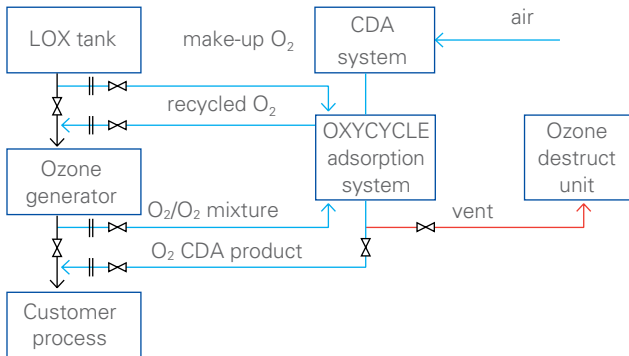 LOX tank
make-up O₂
CDA
system
air
recycled O₂
OXYCYCLE
adsorption
system
Ozone
destruct
unit
Ozone
generator
O₂/O₂ mixture
vent
O₂ CDA product
Customer
process